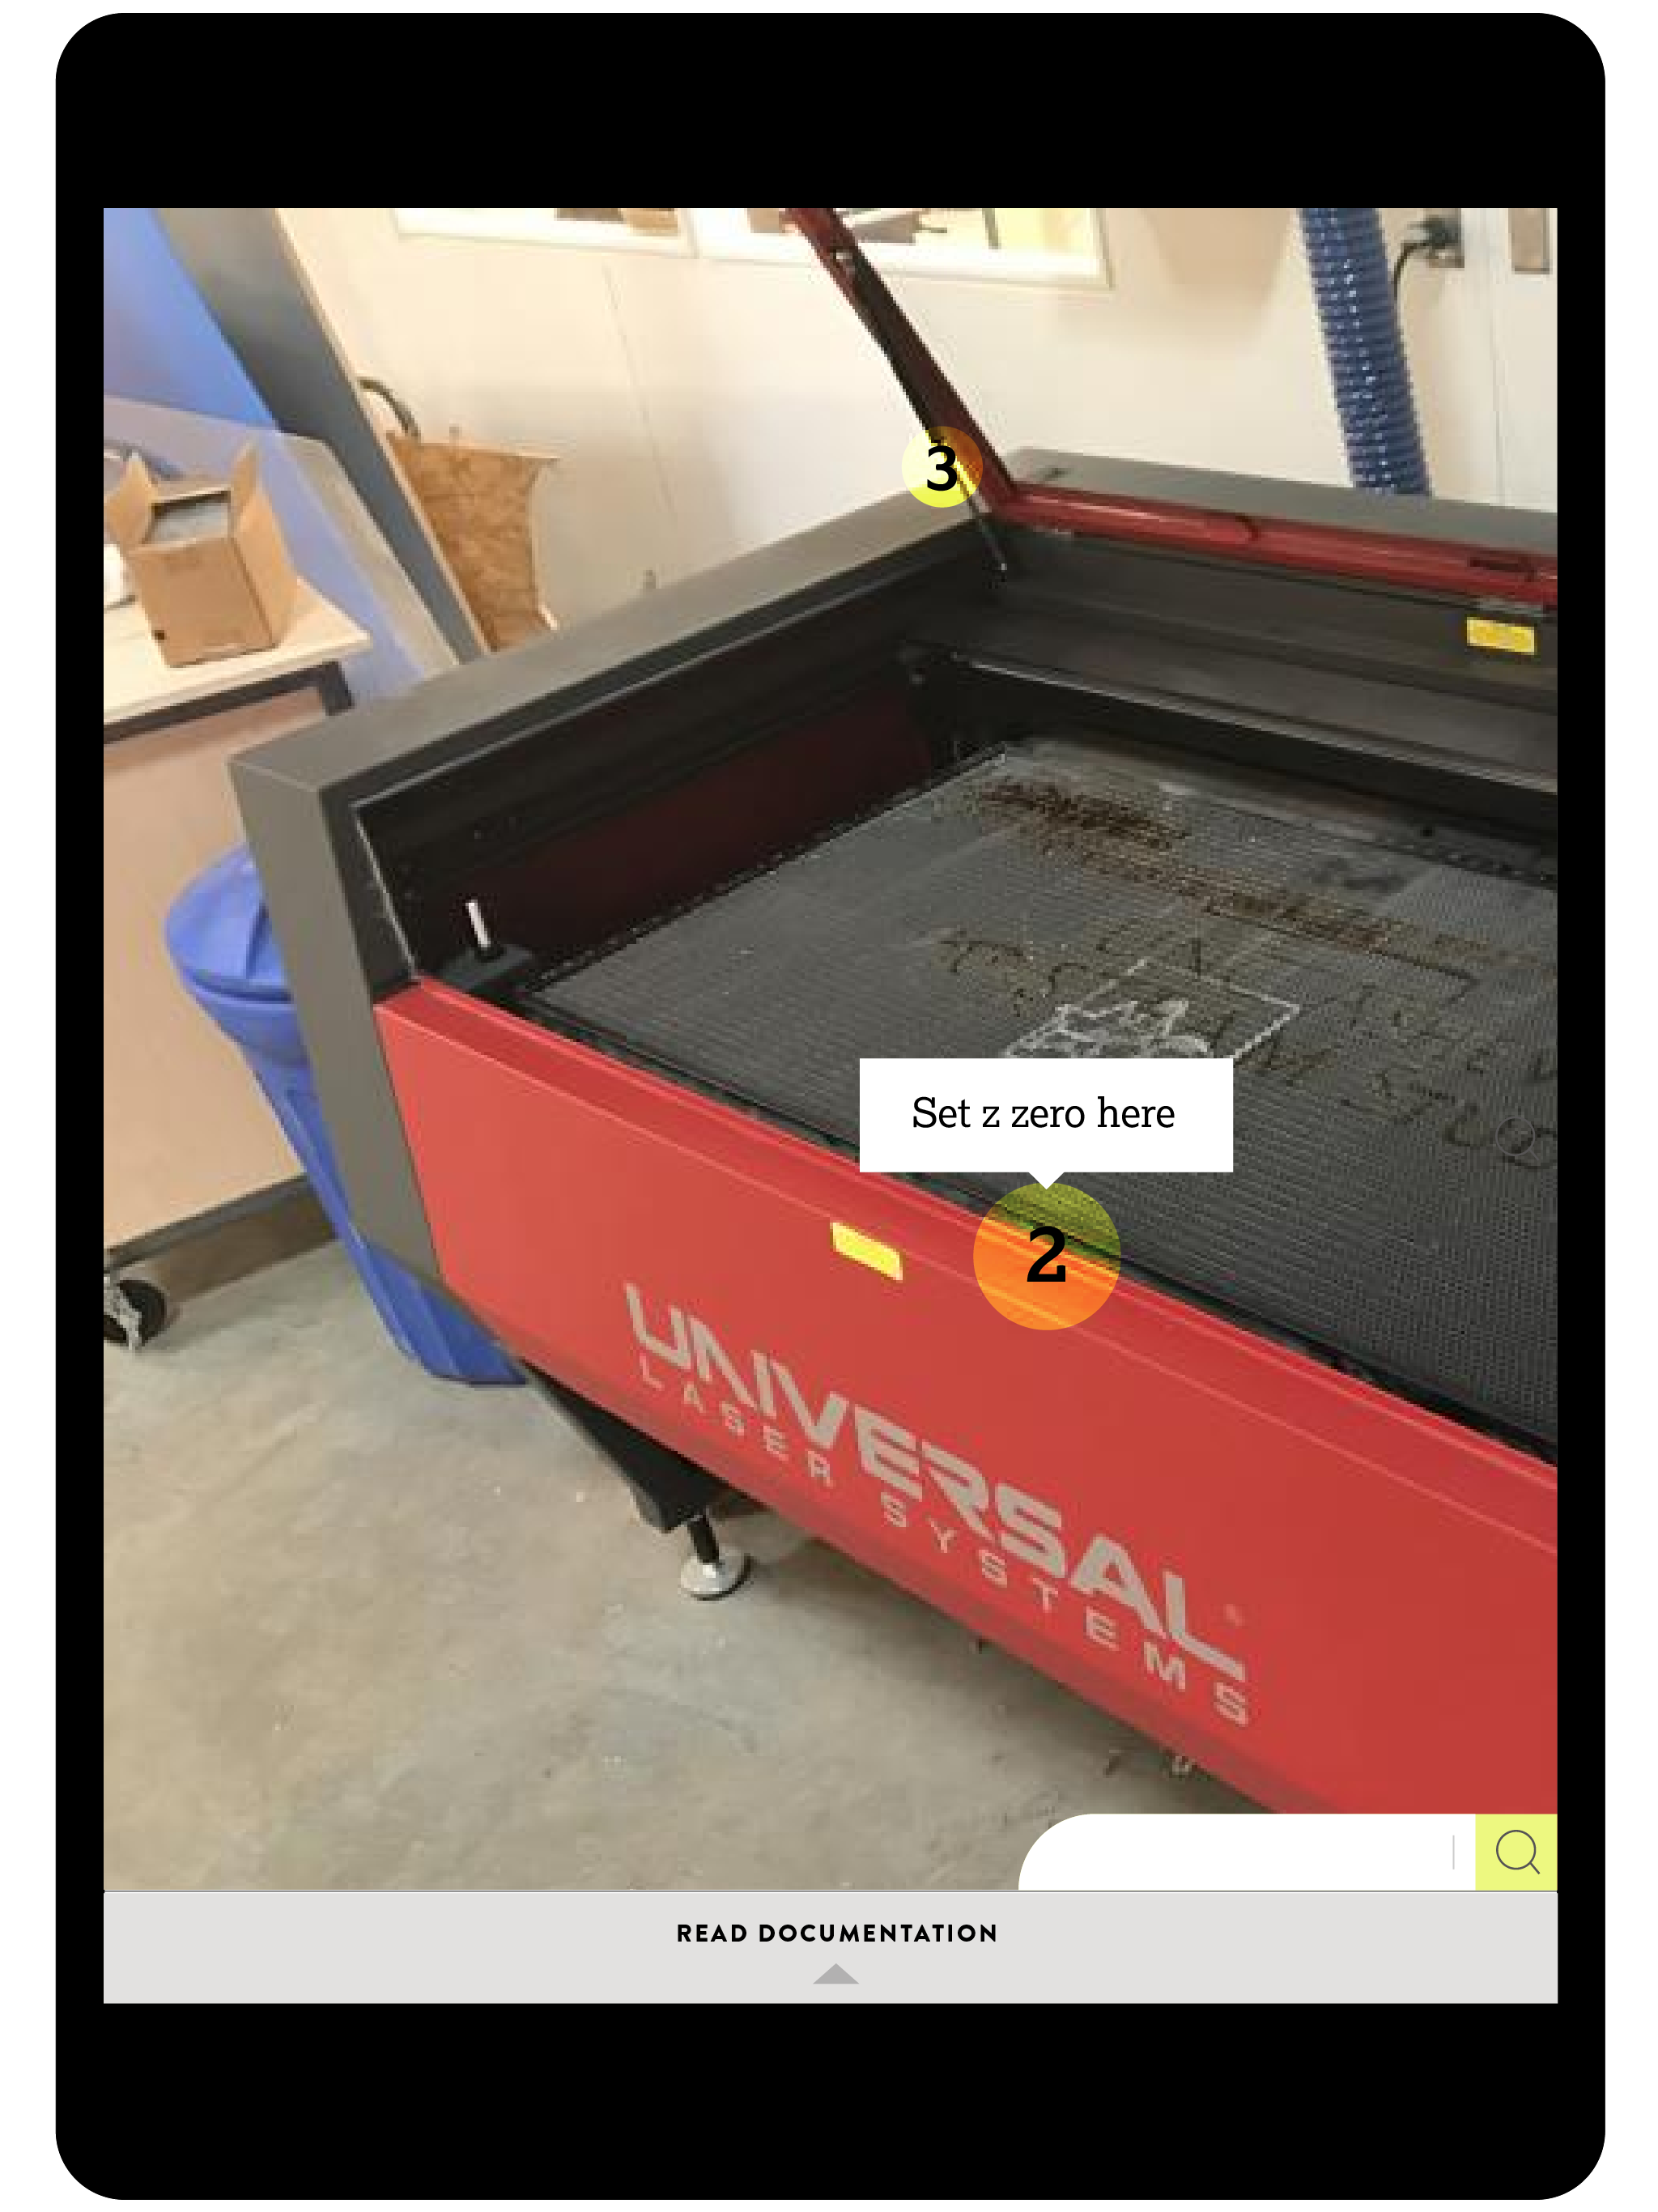 3
Set z zero here
2
UNIVERSAL
LASER SYSTEMS
READ DOCUMENTATION